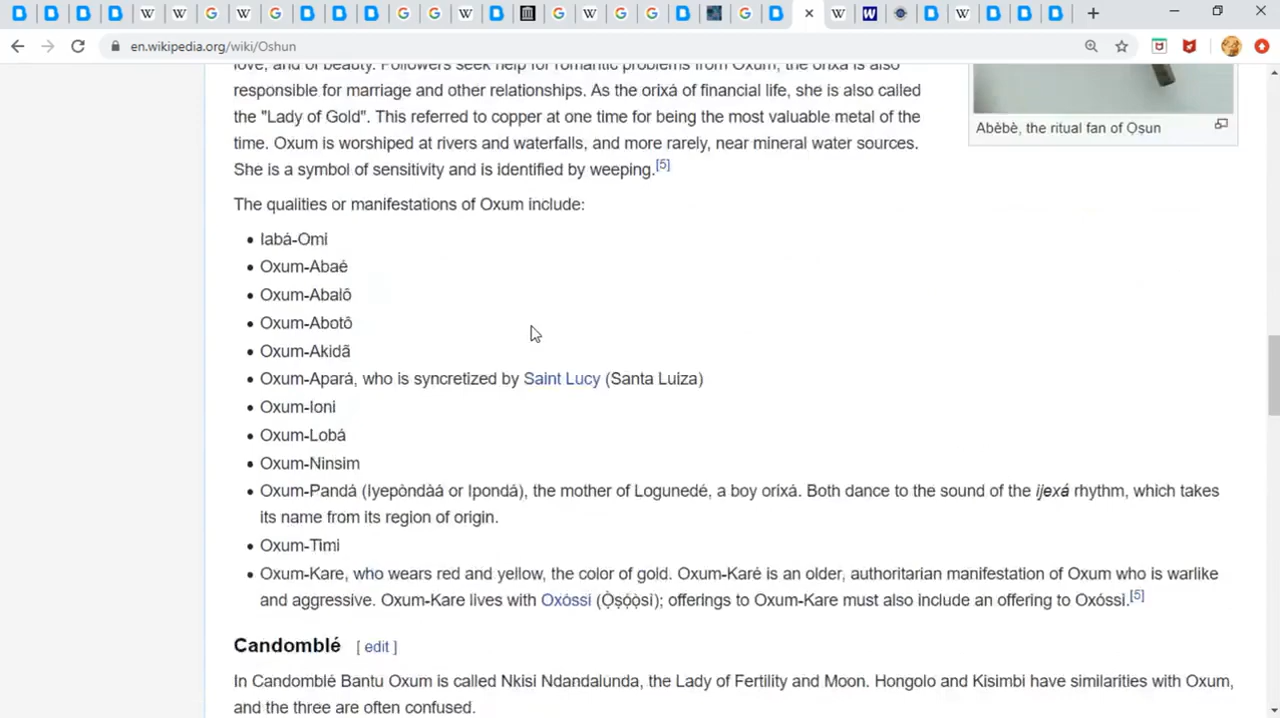 en.wikipedia.org/wiki/Oshun
love, and of beauty. Followers seek help for romantic problems from Oxum; the orixá is also
responsible for marriage and other relationships. As the orixá of financial life, she is also called
the "Lady of Gold". This referred to copper at one time for being the most valuable metal of the
time. Oxum is worshiped at rivers and waterfalls, and more rarely, near mineral water sources.
She is a symbol of sensitivity and is identified by weeping.[5]
Abèbè, the ritual fan of Ọṣun
The qualities or manifestations of Oxum include:
• Iabá-Omi
• Oxum-Abaé
• Oxum-Abalô
• Oxum-Abotô
• Oxum-Akidã
• Oxum-Apará, who is syncretized by Saint Lucy (Santa Luiza)
• Oxum-Ioni
• Oxum-Lobá
• Oxum-Ninsim
• Oxum-Pandá (Iyepòndàá or Ipondá), the mother of Logunedé, a boy orixá. Both dance to the sound of the ijexá rhythm, which takes
its name from its region of origin.
• Oxum-Timi
• Oxum-Kare, who wears red and yellow, the color of gold. Oxum-Karé is an older, authoritarian manifestation of Oxum who is warlike
and aggressive. Oxum-Kare lives with Oxóssi (Ọ̀ṣọ́ọ̀sì); offerings to Oxum-Kare must also include an offering to Oxóssi.[5]
Candomblé [ edit ]
In Candomblé Bantu Oxum is called Nkisi Ndandalunda, the Lady of Fertility and Moon. Hongolo and Kisimbi have similarities with Oxum,
and the three are often confused.